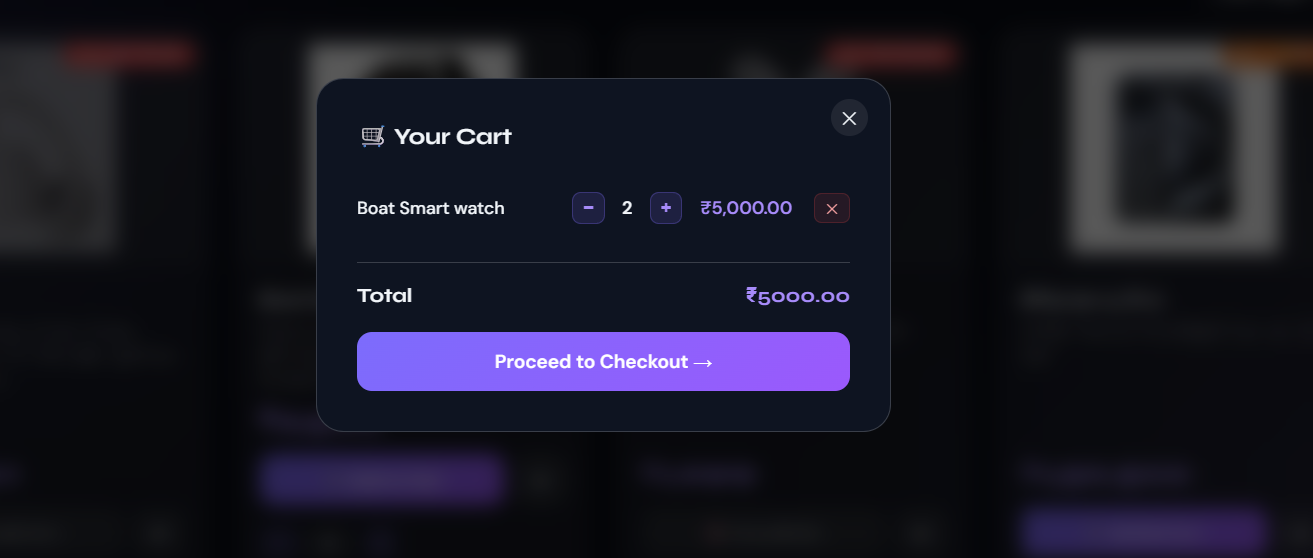 Your Cart
Boat Smart watch − 2 + ₹5,000.00 ×
Total ₹5000.00
Proceed to Checkout →